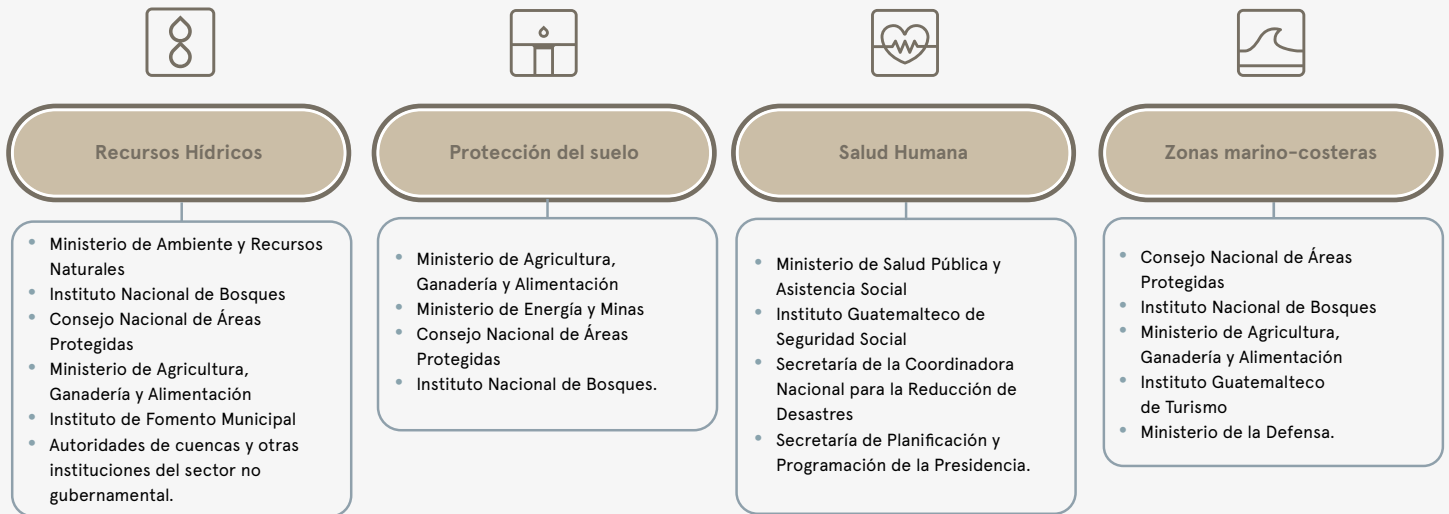 Recursos Hídricos
• Ministerio de Ambiente y Recursos
Naturales
• Instituto Nacional de Bosques
• Consejo Nacional de Áreas
Protegidas
• Ministerio de Agricultura,
Ganadería y Alimentación
• Instituto de Fomento Municipal
• Autoridades de cuencas y otras
instituciones del sector no
gubernamental.
Protección del suelo
• Ministerio de Agricultura,
Ganadería y Alimentación
• Ministerio de Energía y Minas
• Consejo Nacional de Áreas
Protegidas
• Instituto Nacional de Bosques.
Salud Humana
• Ministerio de Salud Pública y
Asistencia Social
• Instituto Guatemalteco de
Seguridad Social
• Secretaría de la Coordinadora
Nacional para la Reducción de
Desastres
• Secretaría de Planificación y
Programación de la Presidencia.
Zonas marino-costeras
• Consejo Nacional de Áreas
Protegidas
• Instituto Nacional de Bosques
• Ministerio de Agricultura,
Ganadería y Alimentación
• Instituto Guatemalteco
de Turismo
• Ministerio de la Defensa.